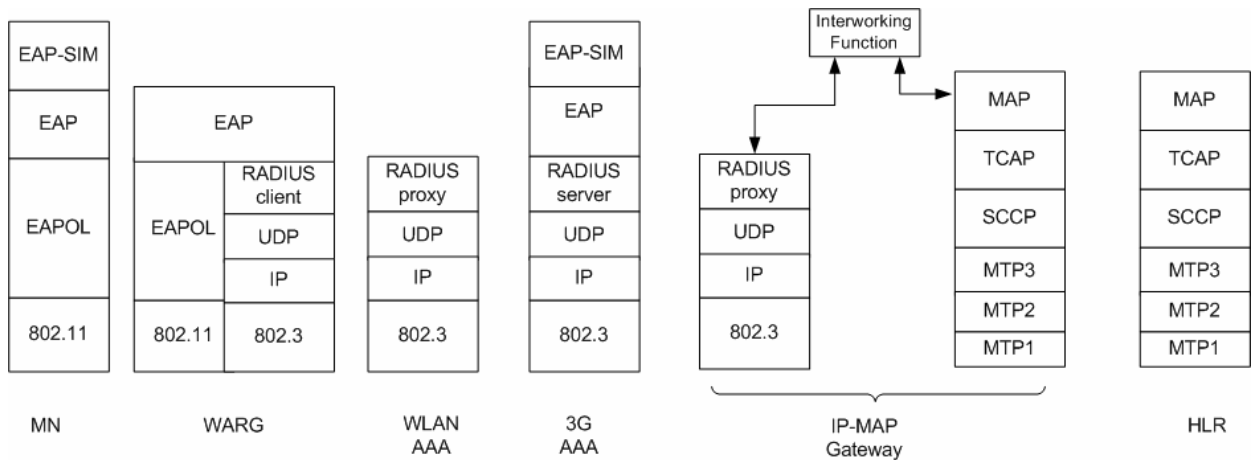 EAP-SIM
EAP
EAPOL
802.11
MN
EAP
EAPOL
802.11
RADIUS
client
UDP
IP
802.3
WARG
RADIUS
proxy
UDP
IP
802.3
WLAN
AAA
EAP-SIM
EAP
RADIUS
server
UDP
IP
802.3
3G
AAA
Interworking
Function
RADIUS
proxy
UDP
IP
802.3
MAP
TCAP
SCCP
MTP3
MTP2
MTP1
IP-MAP
Gateway
MAP
TCAP
SCCP
MTP3
MTP2
MTP1
HLR